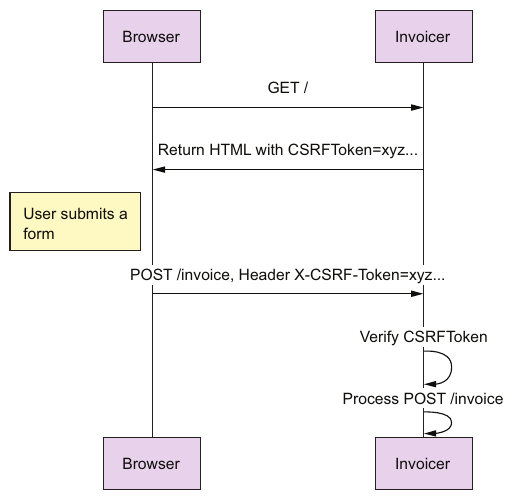 Browser
Invoicer
GET /
Return HTML with CSRFToken=xyz...
User submits a
form
POST /invoice, Header X-CSRF-Token=xyz...
Verify CSRFToken
Process POST /invoice
Browser
Invoicer